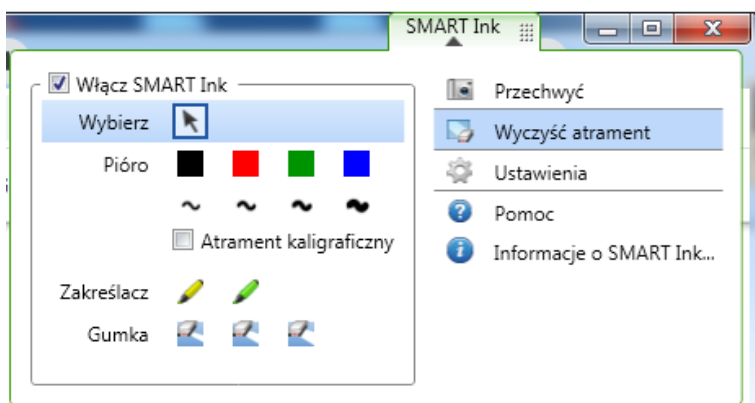 SMART Ink
Włącz SMART Ink
Wybierz
Pióro
Atrament kaligraficzny
Zakreślacz
Gumka
Przechwyć
Wyczyść atrament
Ustawienia
Pomoc
Informacje o SMART Ink...